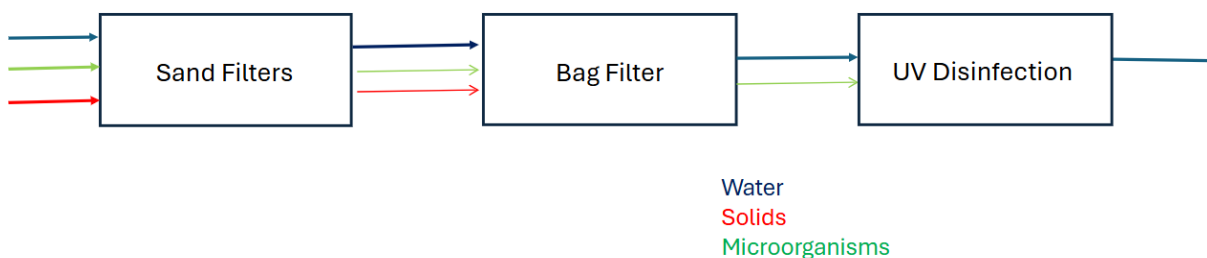 Sand Filters
Bag Filter
UV Disinfection
Water
Solids
Microorganisms